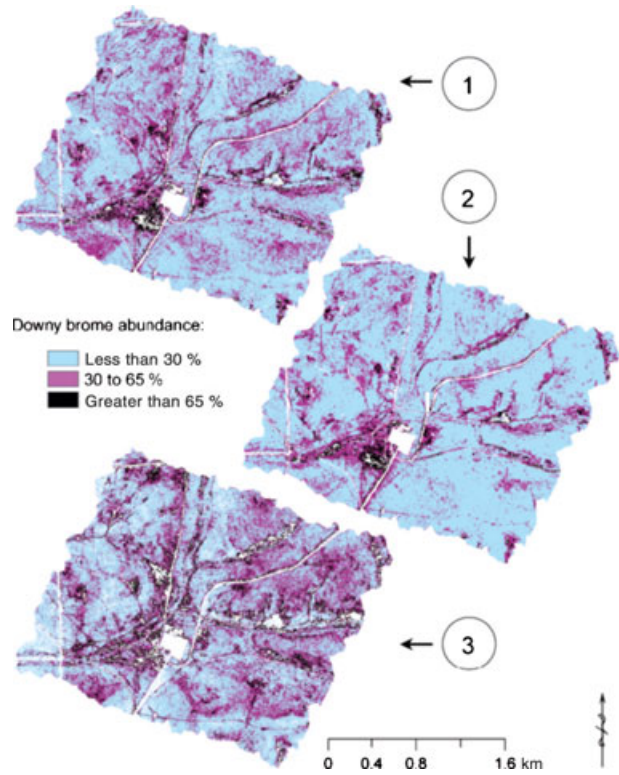 1
2
Downy brome abundance:
Less than 30 %
30 to 65 %
Greater than 65 %
3
0 0.4 0.8 1.6 km